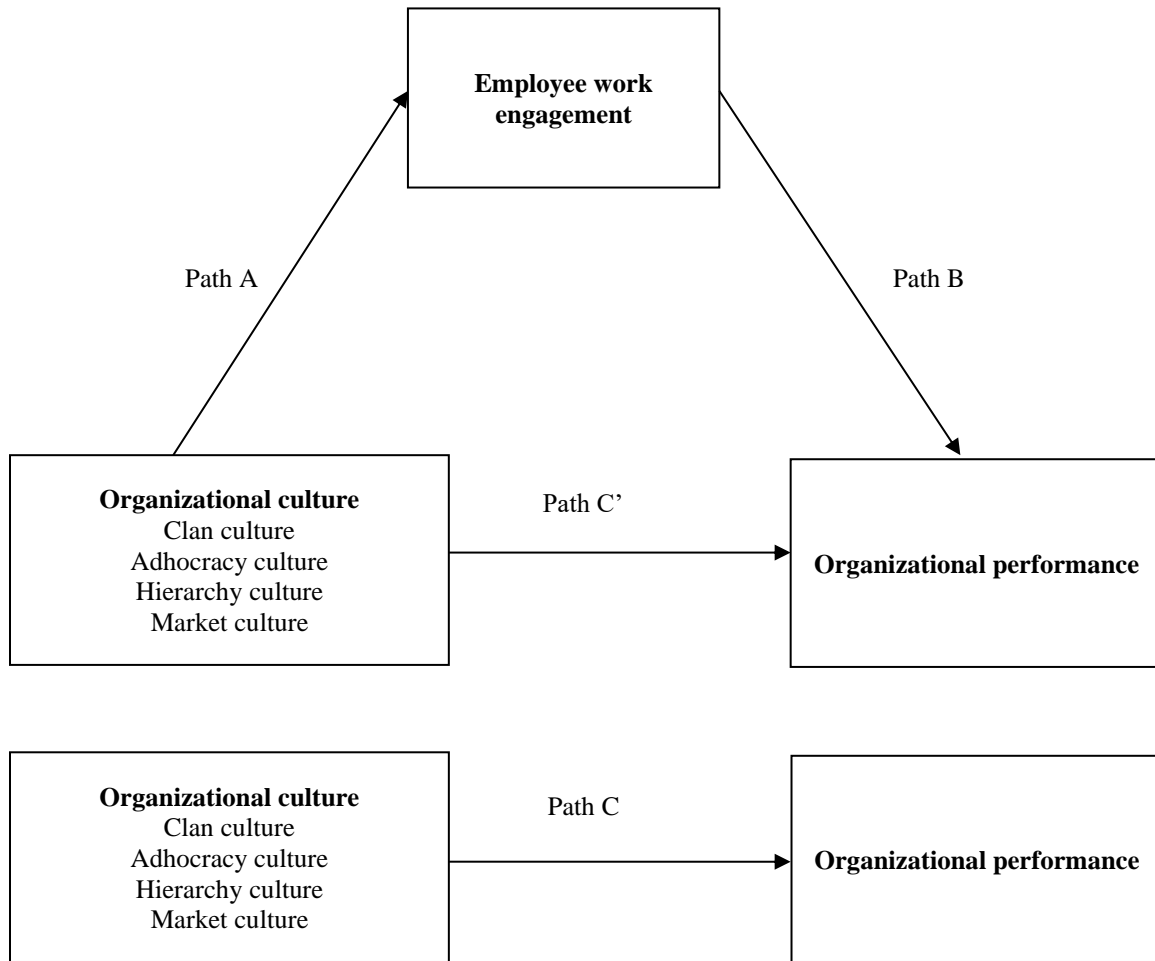 Employee work
engagement
Path A
Path B
Organizational culture
Clan culture
Adhocracy culture
Hierarchy culture
Market culture
Path C’
Organizational performance
Organizational culture
Clan culture
Adhocracy culture
Hierarchy culture
Market culture
Path C
Organizational performance